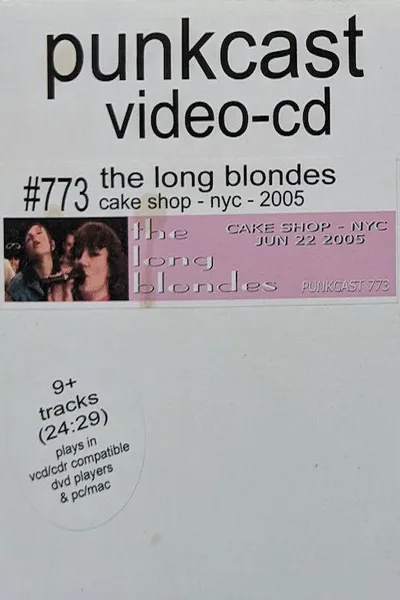 punkcast
video-cd
#773 the long blondes
cake shop - nyc - 2005
the
long
blondes
CAKE SHOP - NYC
JUN 22 2005
PUNKCAST 773
9+
tracks
(24:29)
plays in
vcd/cdr compatible
dvd players
& pc/mac